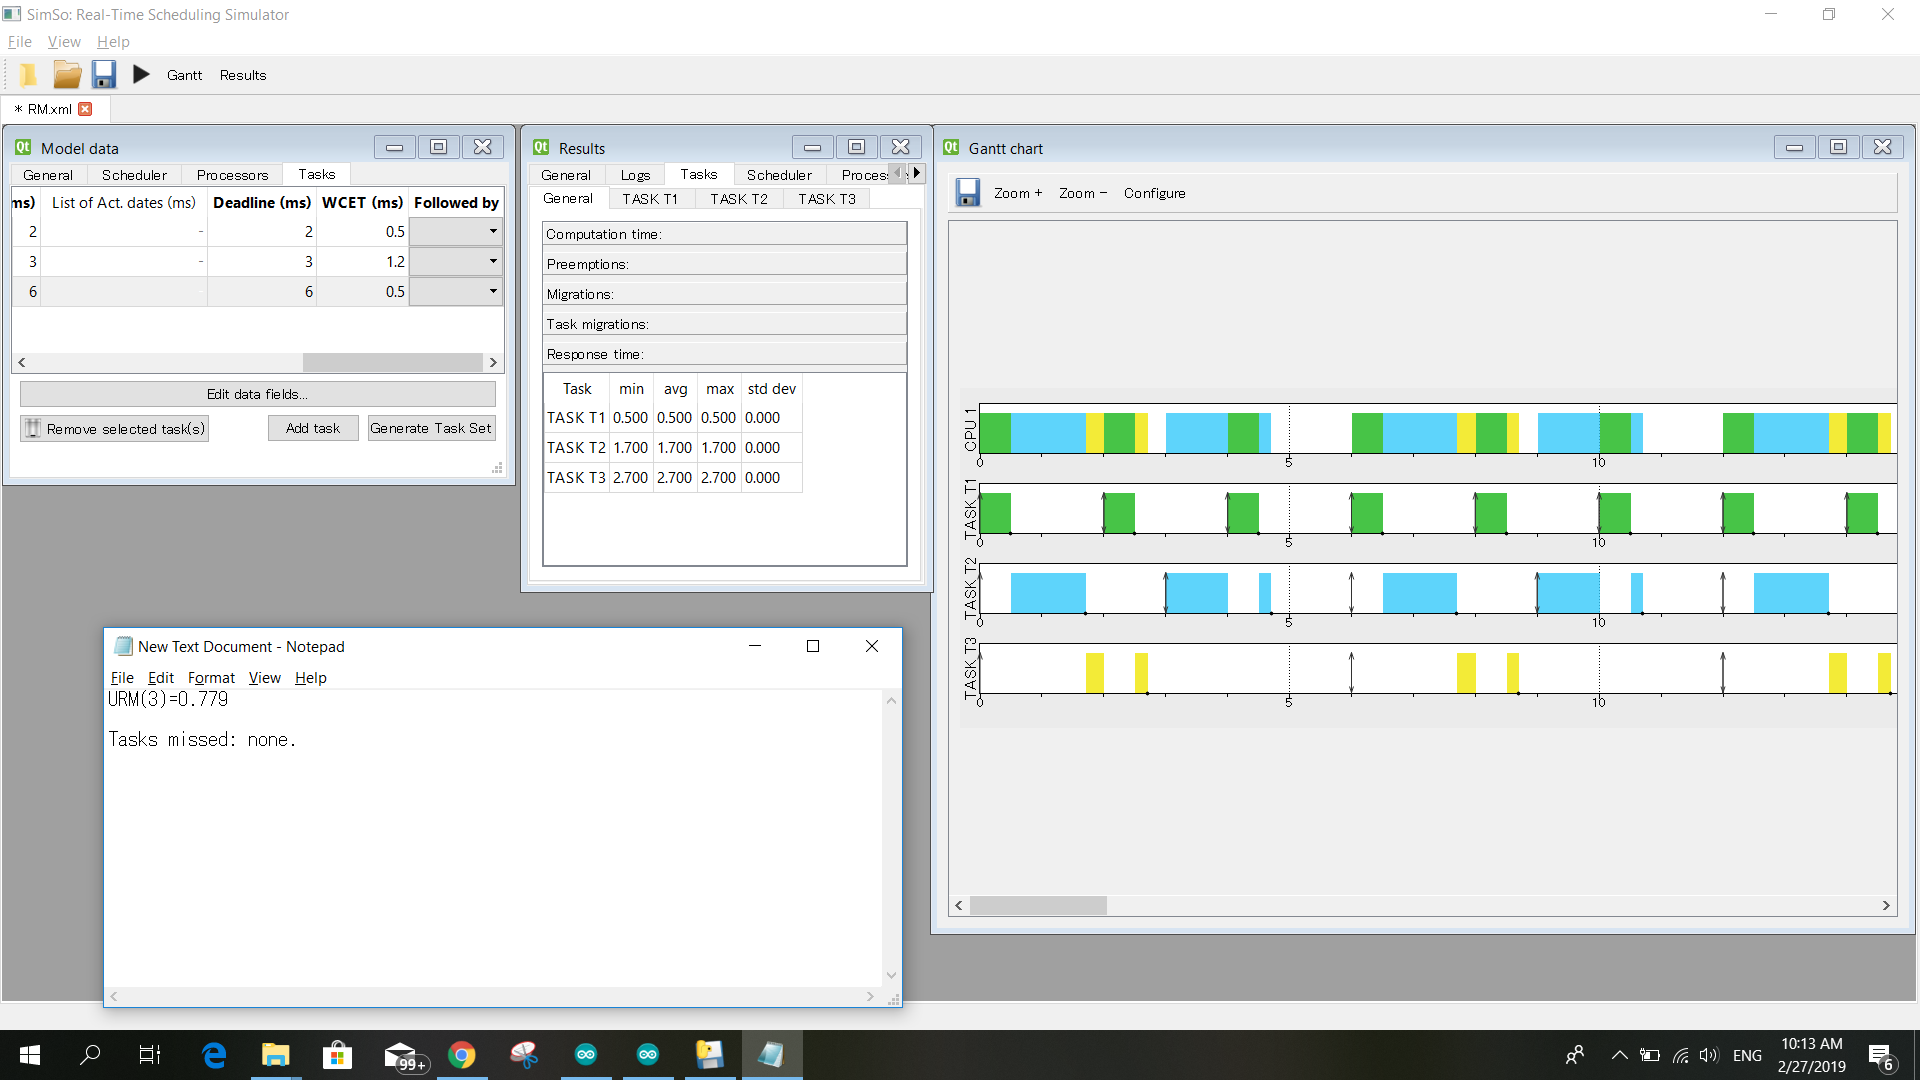 SimSo: Real-Time Scheduling Simulator
File View Help
Gantt Results
* RM.xml
Qt Model data
General Scheduler Processors Tasks
ms) List of Act. dates (ms) Deadline (ms) WCET (ms) Followed by
2 - 2 0.5
3 - 3 1.2
6 6 0.5
Edit data fields...
Remove selected task(s) Add task Generate Task Set
Qt Results
General Logs Tasks Scheduler Proces
General TASK T1 TASK T2 TASK T3
Computation time:
Preemptions:
Migrations:
Task migrations:
Response time:
Task min avg max std dev
TASK T1 0.500 0.500 0.500 0.000
TASK T2 1.700 1.700 1.700 0.000
TASK T3 2.700 2.700 2.700 0.000
Qt Gantt chart
Zoom + Zoom - Configure
CPU 1
0 5 10
TASK T1
0 5 10
TASK T2
0 5 10
TASK T3
0 5 10
New Text Document - Notepad
File Edit Format View Help
URM(3)=0.779
Tasks missed: none.
99+
ENG
10:13 AM
2/27/2019
6